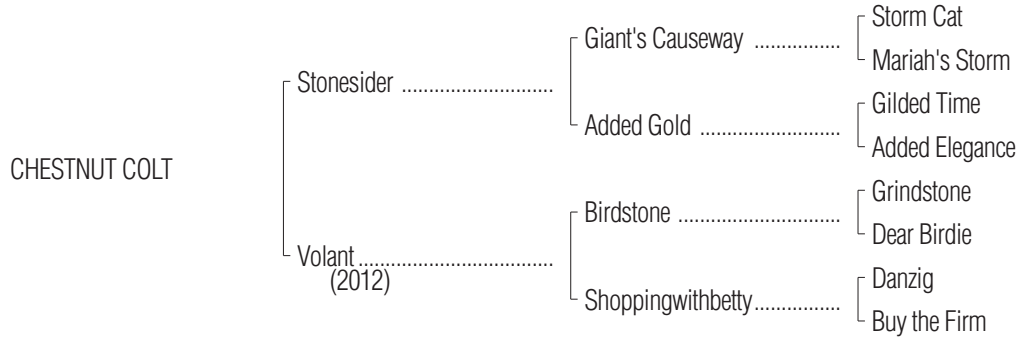 Storm Cat
Giant's Causeway ................
Mariah's Storm
Stonesider ............................
Gilded Time
Added Gold ..........................
Added Elegance
CHESTNUT COLT
Grindstone
Birdstone ..............................
Dear Birdie
Volant ....................................
(2012)
Danzig
Shoppingwithbetty................
Buy the Firm